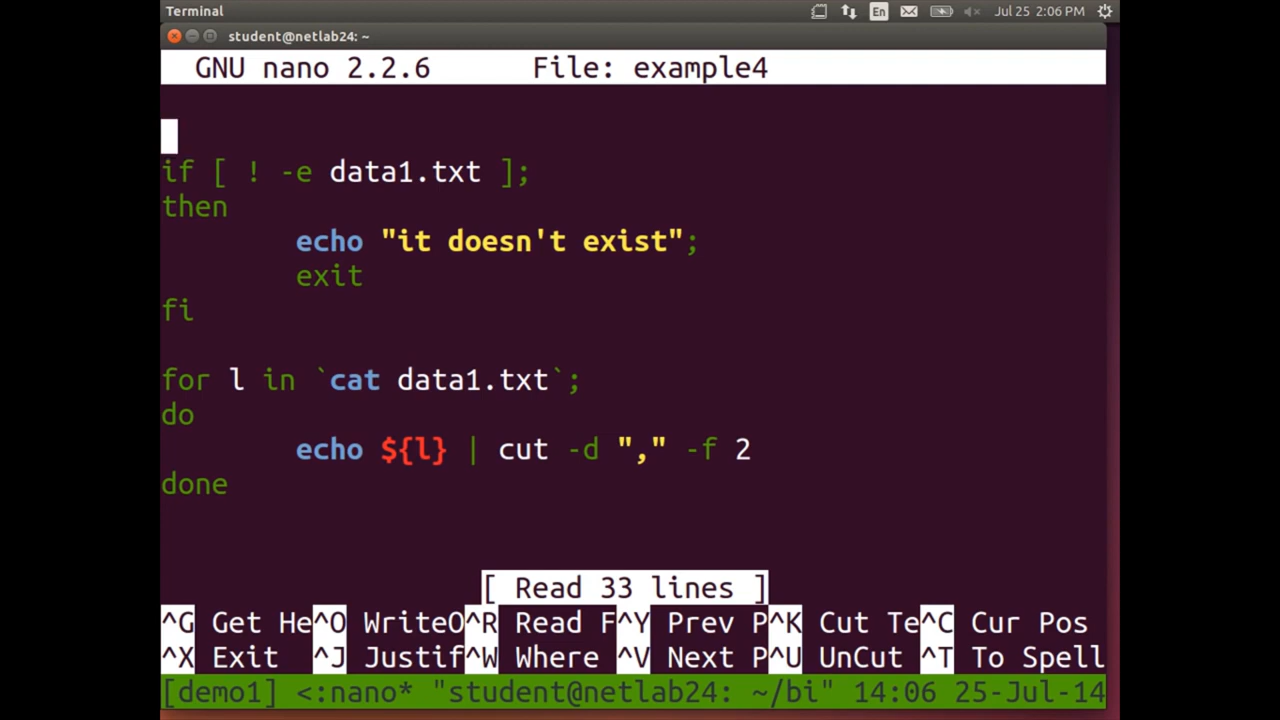 Terminal
En
Jul 25 2:06 PM
student@netlab24: ~
GNU nano 2.2.6 File: example4
if [ ! -e data1.txt ];
then
echo "it doesn't exist";
exit
fi
for l in `cat data1.txt`;
do
echo ${l} | cut -d "," -f 2
done
[ Read 33 lines ]
^G Get He^O WriteO^R Read F^Y Prev P^K Cut Te^C Cur Pos
^X Exit ^J Justif^W Where ^V Next P^U UnCut ^T To Spell
[demo1] <:nano* "student@netlab24: ~/bi" 14:06 25-Jul-14